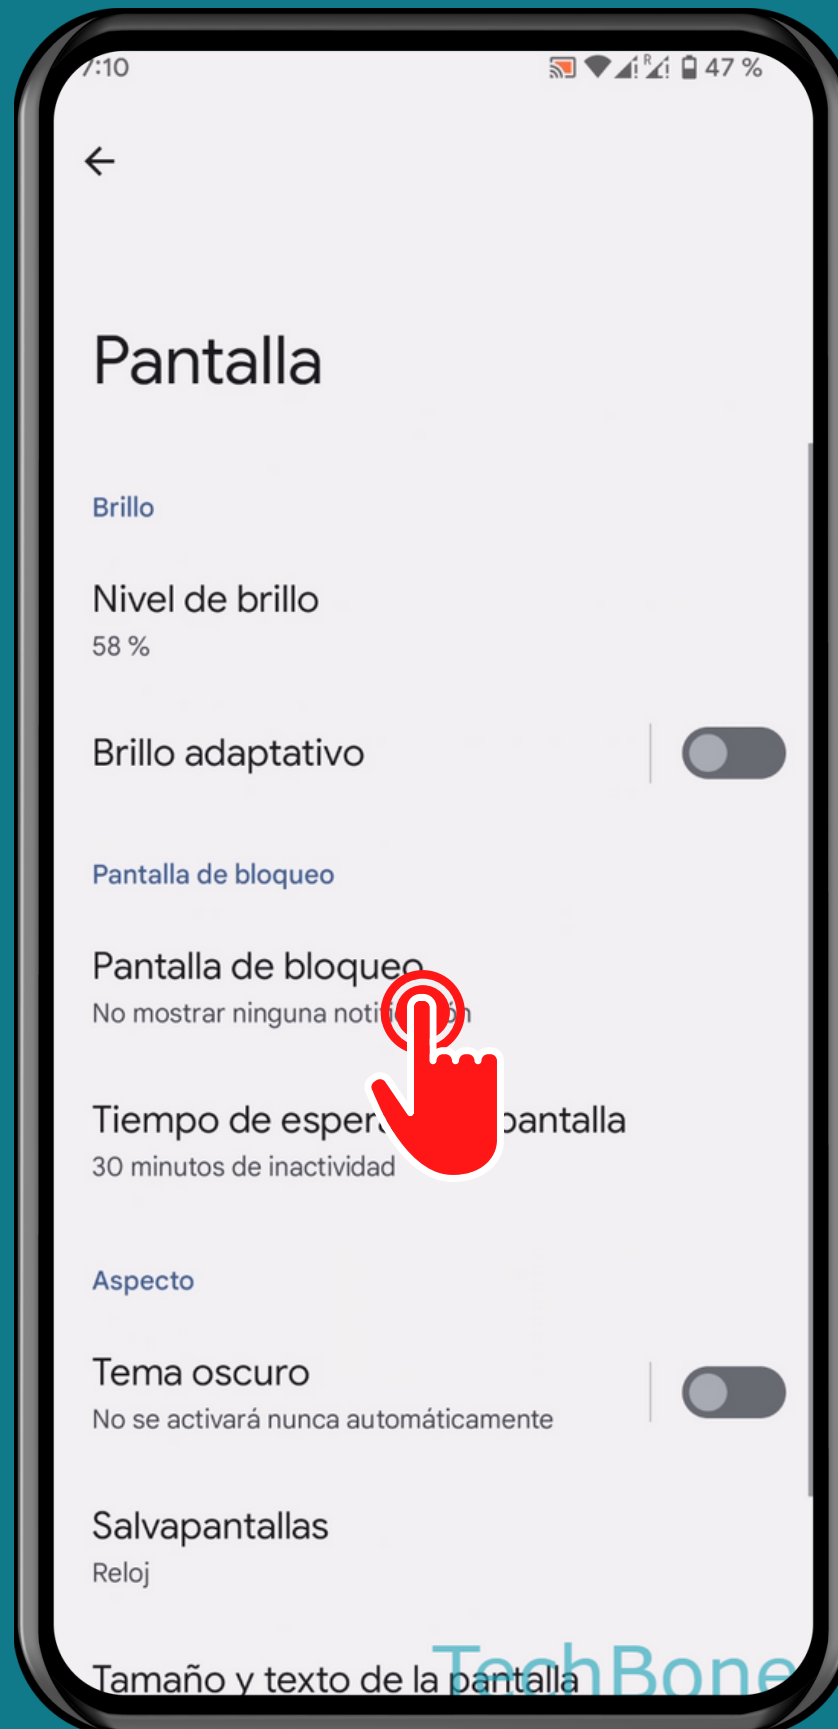 7:10 R 47 %
Pantalla
Brillo
Nivel de brillo
58 %
Brillo adaptativo
Pantalla de bloqueo
Pantalla de bloqueo
No mostrar ninguna
Tiempo de pantalla
30 minutos de inactividad
Aspecto
Tema oscuro
No se activará nunca automáticamente
Salvapantallas
Reloj
Tamaño y texto de la pantalla
TechBone